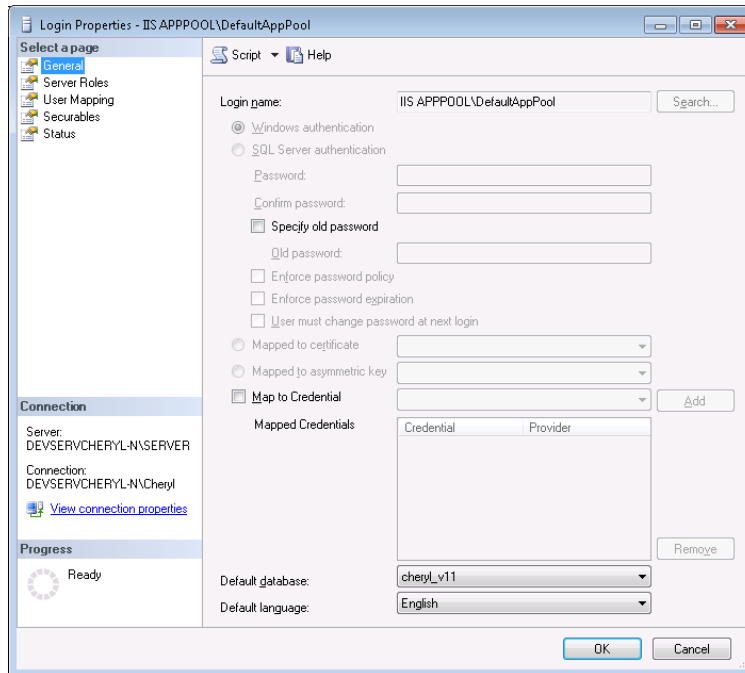 Login Properties - IIS APPPOOL\DefaultAppPool
Select a page
General
Server Roles
User Mapping
Securables
Status
Script Help
Login name: IIS APPPOOL\DefaultAppPool Search...
Windows authentication
SQL Server authentication
Password:
Confirm password:
Specify old password
Old password:
Enforce password policy
Enforce password expiration
User must change password at next login
Mapped to certificate
Mapped to asymmetric key
Map to Credential Add
Mapped Credentials Credential Provider
Remove
Default database: cheryl_v11
Default language: English
Connection
Server:
DEVSERVCHERYL-N\SERVER
Connection:
DEVSERVCHERYL-N\Cheryl
View connection properties
Progress
Ready
OK Cancel